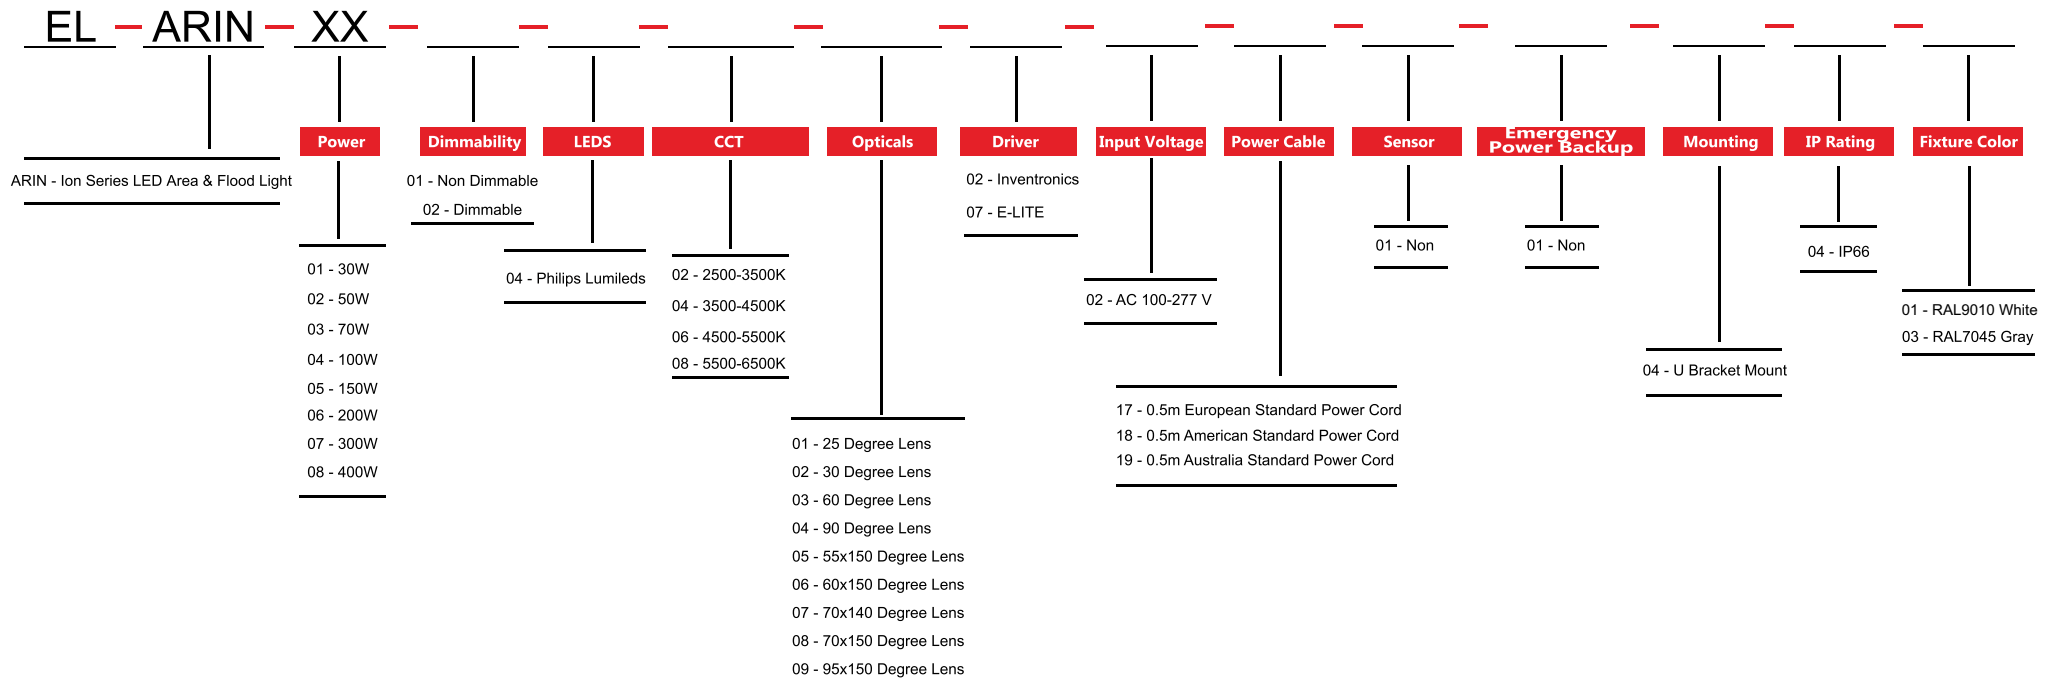 EL ARIN XX
Power
Dimmability
LEDS
CCT
Opticals
Driver
Input Voltage
Power Cable
Sensor
Emergency
Power Backup
Mounting
IP Rating
Fixture Color
ARIN - Ion Series LED Area & Flood Light
01 - 30W
02 - 50W
03 - 70W
04 - 100W
05 - 150W
06 - 200W
07 - 300W
08 - 400W
01 - Non Dimmable
02 - Dimmable
04 - Philips Lumileds
02 - 2500-3500K
04 - 3500-4500K
06 - 4500-5500K
08 - 5500-6500K
01 - 25 Degree Lens
02 - 30 Degree Lens
03 - 60 Degree Lens
04 - 90 Degree Lens
05 - 55x150 Degree Lens
06 - 60x150 Degree Lens
07 - 70x140 Degree Lens
08 - 70x150 Degree Lens
09 - 95x150 Degree Lens
02 - Inventronics
07 - E-LITE
02 - AC 100-277 V
17 - 0.5m European Standard Power Cord
18 - 0.5m American Standard Power Cord
19 - 0.5m Australia Standard Power Cord
01 - Non
01 - Non
04 - U Bracket Mount
04 - IP66
01 - RAL9010 White
03 - RAL7045 Gray